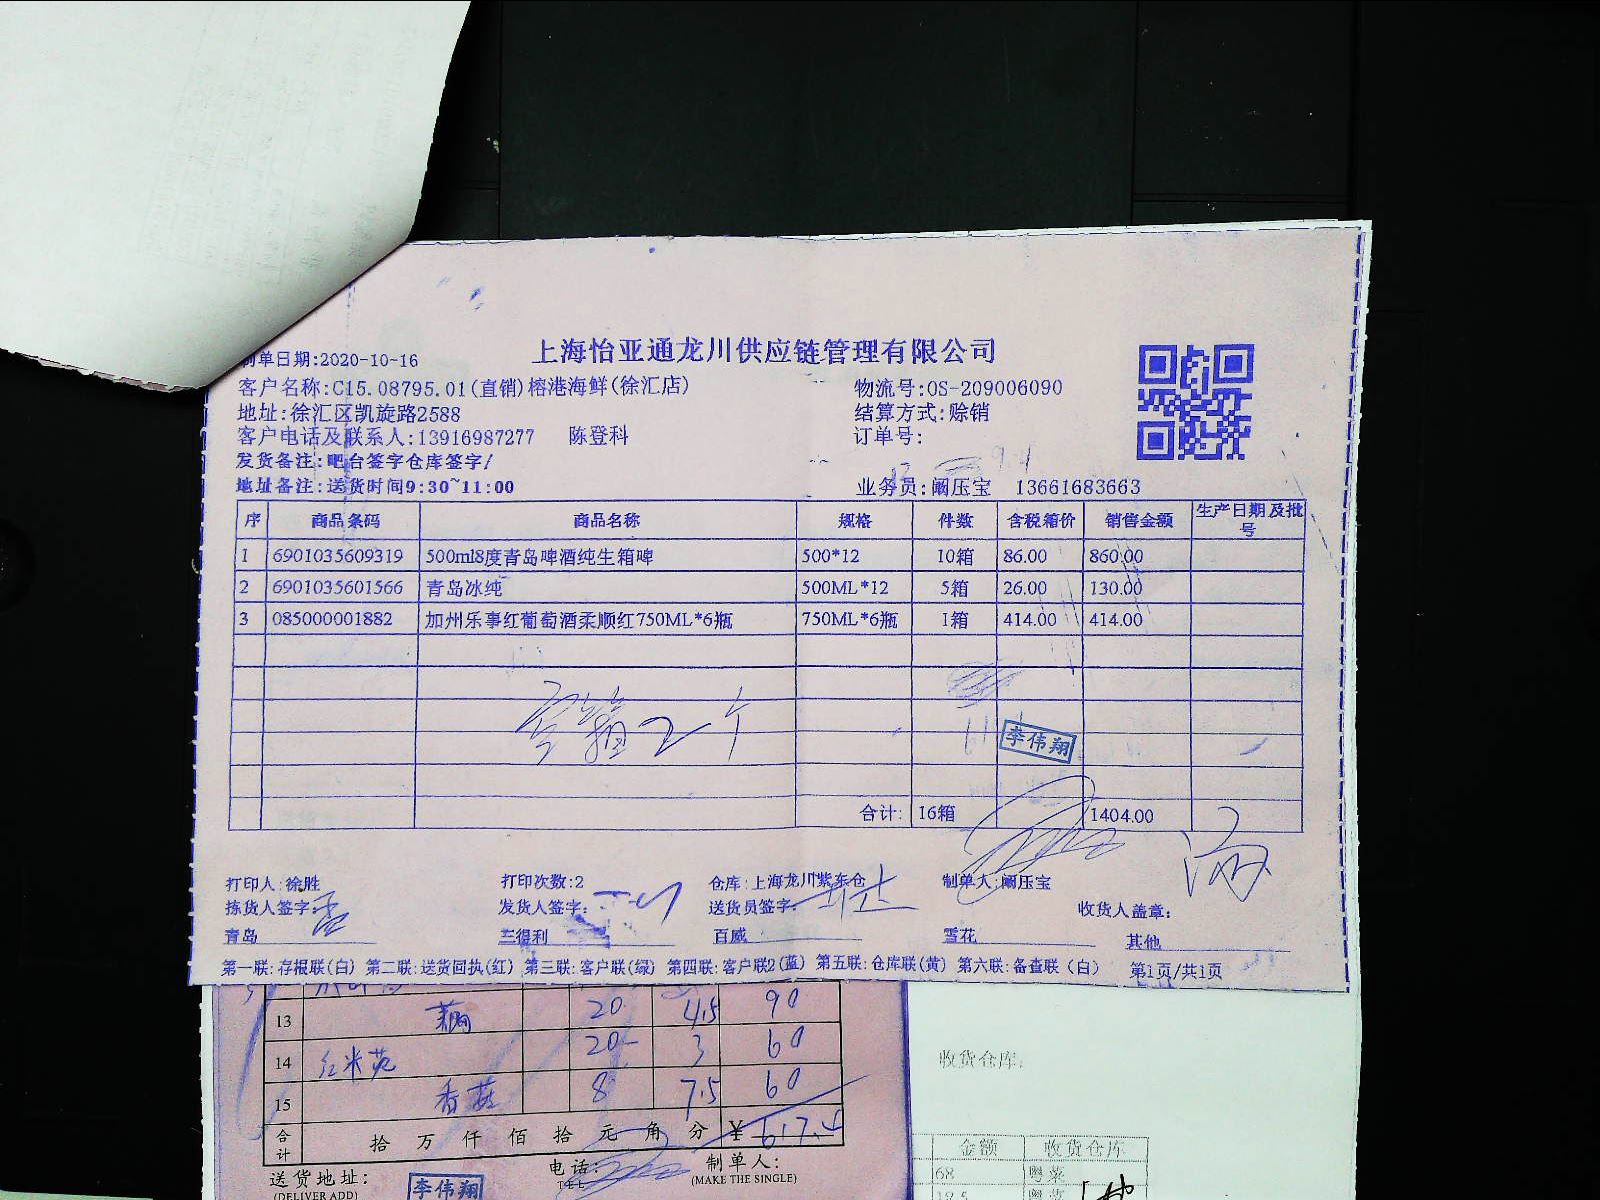 上海怡亚通龙川供应链管理有限公司
制单日期:2020-10-16
客户名称:C15.08795.01(直销)榕港海鲜(徐汇店) 物流号:OS-209006090
地址:徐汇区凯旋路2588 结算方式:赊销
客户电话及联系人:13916987277 陈登科 订单号:
发货备注:吧台签字仓库签字/
地址备注:送货时间9:30~11:00 业务员:阚压宝 13661683663
序 商品条码 商品名称 规格 件数 含税箱价 销售金额 生产日期及批号
1 6901035609319 500ml8度青岛啤酒纯生箱啤 500*12 10箱 86.00 860.00
2 6901035601566 青岛冰纯 500ML*12 5箱 26.00 130.00
3 085000001882 加州乐事红葡萄酒柔顺红750ML*6瓶 750ML*6瓶 1箱 414.00 414.00
空箱2个
李伟翔
合计: 16箱 1404.00
打印人:徐胜 打印次数:2 仓库:上海龙川紫东仓 制单人:阚压宝
拣货人签字: 发货人签字: 送货员签字: 收货人盖章:
青岛 三得利 百威 雪花 其他
第一联:存根联(白) 第二联:送货回执(红) 第三联:客户联(绿) 第四联:客户联2(蓝) 第五联:仓库联(黄) 第六联:备查联(白) 第1页/共1页
13 20 4.5 90
14 红米苋 20 3 60
15 香菇 8 7.5 60
合计 拾 万 仟 佰 拾 元 角 分 ¥ 617.4
送货地址: 电话: 制单人:
(DELIVER ADD) TEL (MAKE THE SINGLE)
李伟翔
收货仓库:
金额 收货仓库
68 粤菜
19.5 粤菜